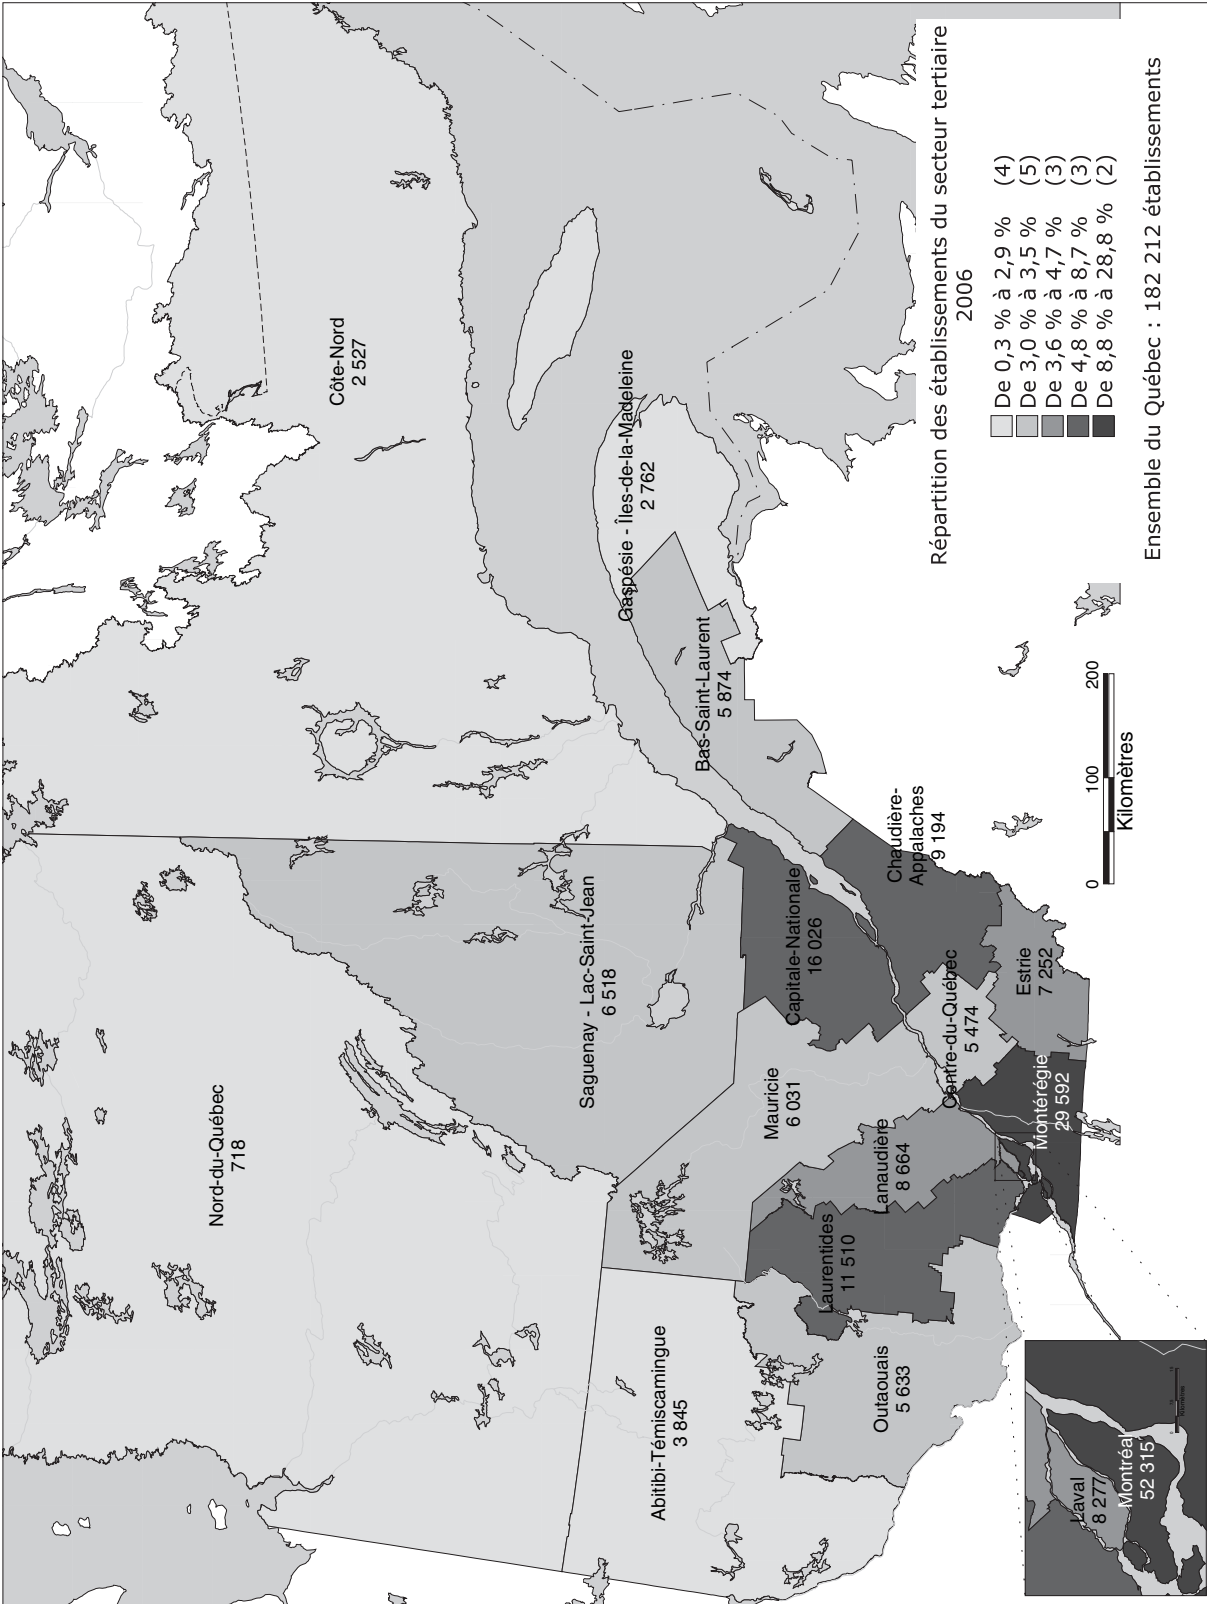 Côte-Nord
2 527
Gaspésie - Îles-de-la-Madeleine
2 762
Bas-Saint-Laurent
5 874
Nord-du-Québec
718
Saguenay - Lac-Saint-Jean
6 518
Capitale-Nationale
16 026
Chaudière-
Appalaches
9 194
Mauricie
6 031
Centre-du-Québec
5 474
Estrie
7 252
Montérégie
29 592
Lanaudière
8 664
Laurentides
11 510
Abitibi-Témiscamingue
3 845
Outaouais
5 633
Laval
8 277
Montréal
52 315
Kilomètres
0 100 200
Kilomètres
Répartition des établissements du secteur tertiaire
2006
De 0,3 % à 2,9 % (4)
De 3,0 % à 3,5 % (5)
De 3,6 % à 4,7 % (3)
De 4,8 % à 8,7 % (3)
De 8,8 % à 28,8 % (2)
Ensemble du Québec : 182 212 établissements